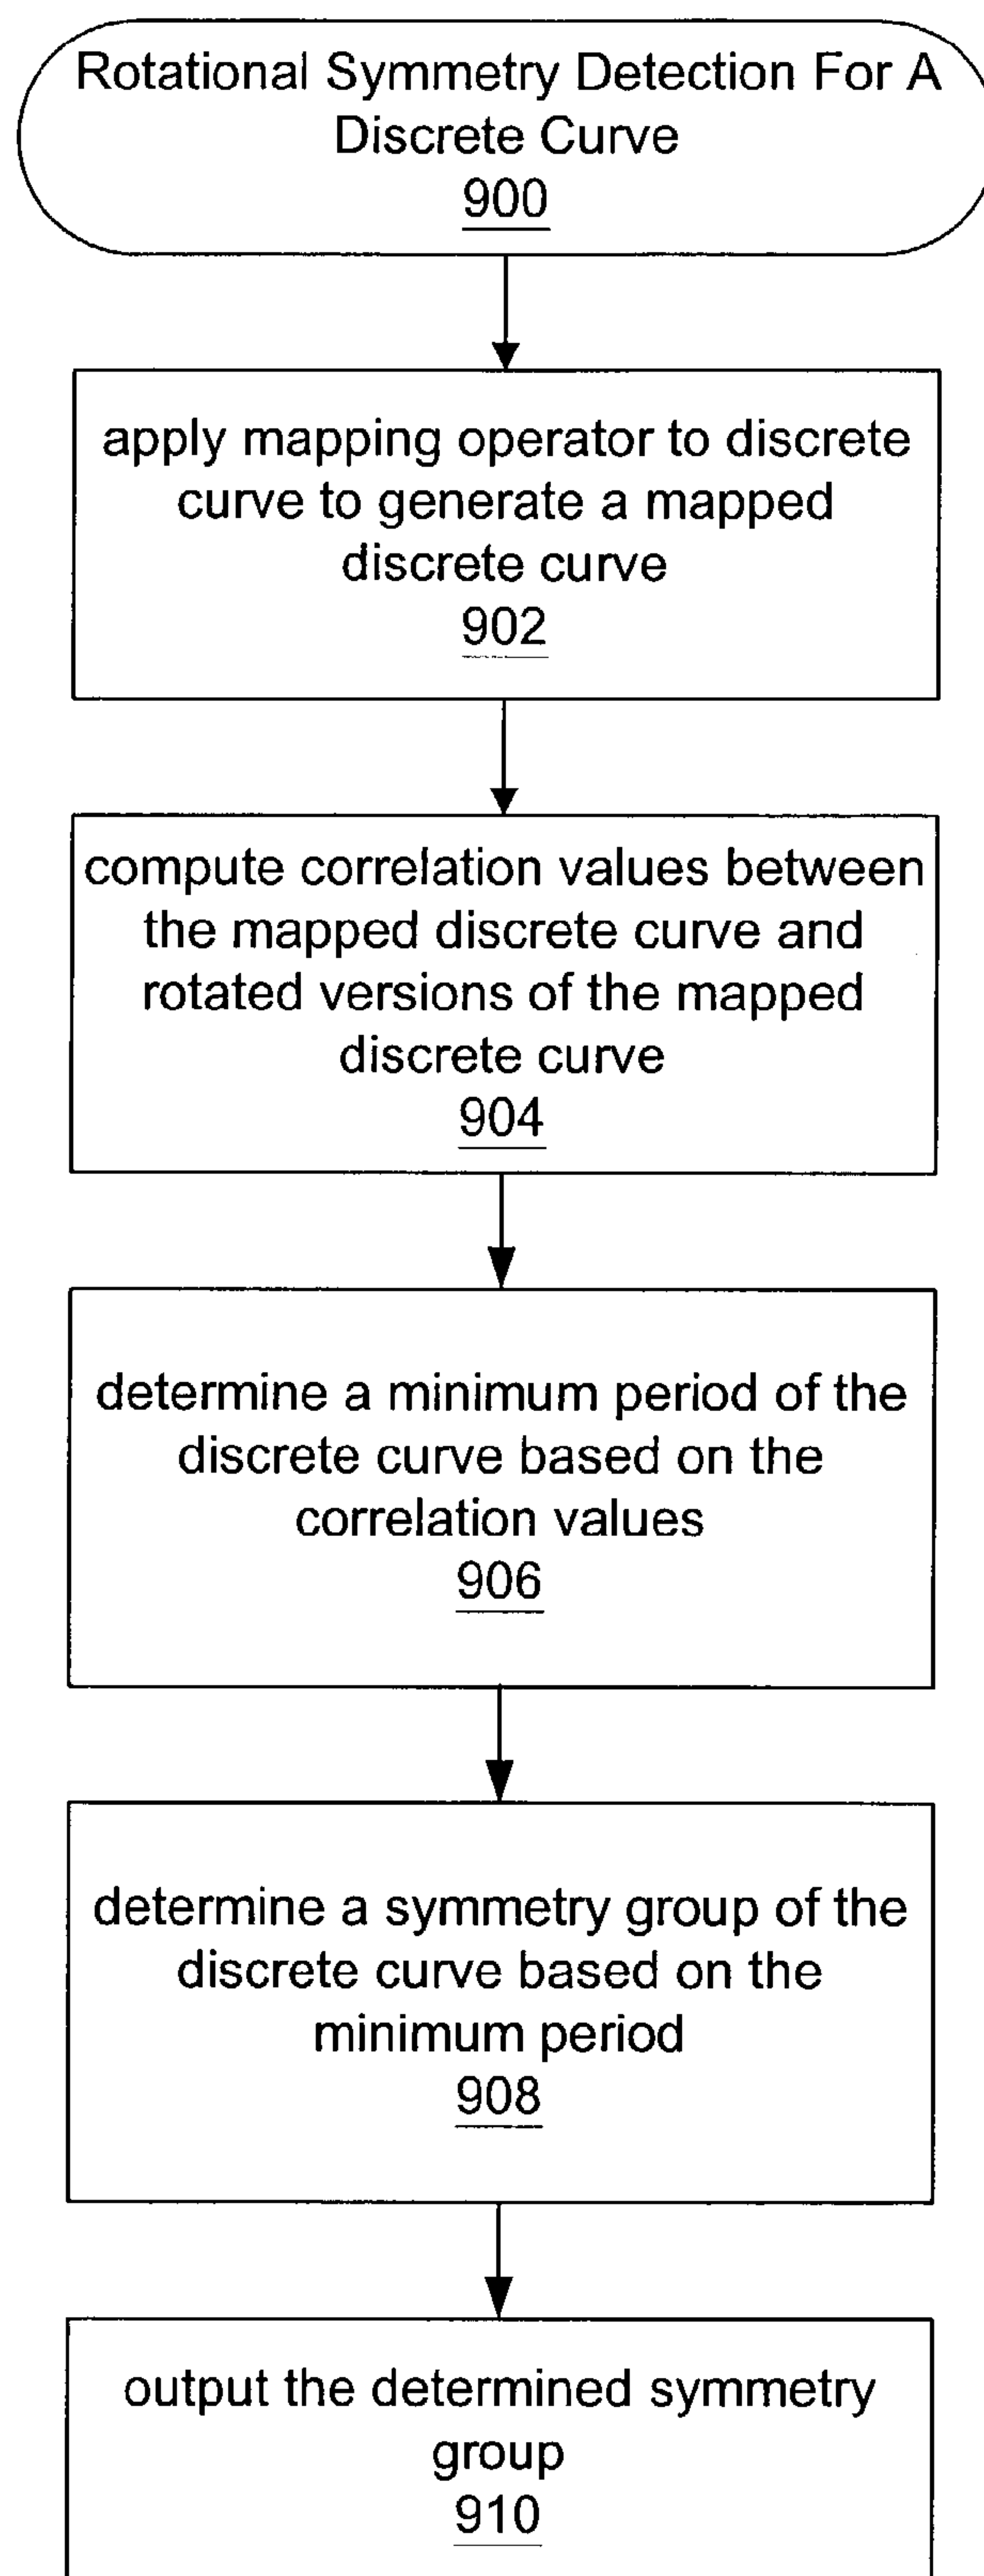 Rotational Symmetry Detection For A
Discrete Curve
900
apply mapping operator to discrete
curve to generate a mapped
discrete curve
902
compute correlation values between
the mapped discrete curve and
rotated versions of the mapped
discrete curve
904
determine a minimum period of the
discrete curve based on the
correlation values
906
determine a symmetry group of the
discrete curve based on the
minimum period
908
output the determined symmetry
group
910